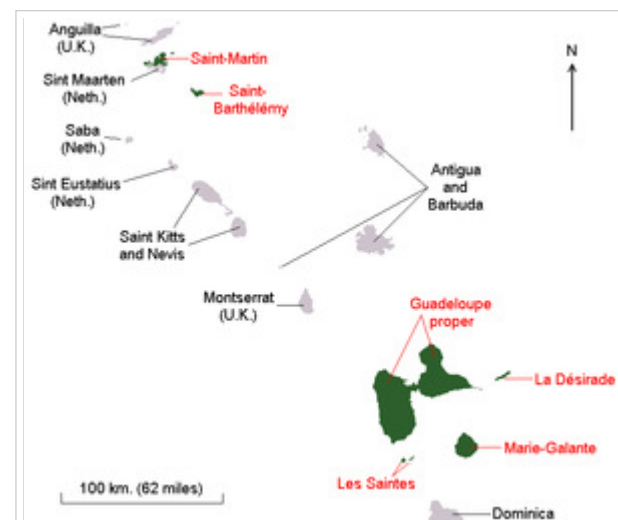 Anguilla
(U.K.)
Saint-Martin
N
Sint Maarten
(Neth.)
Saint-
Barthélémy
Saba
(Neth.)
Antigua
and
Barbuda
Sint Eustatius
(Neth.)
Saint Kitts
and Nevis
Montserrat
(U.K.)
Guadeloupe
proper
La Désirade
Marie-Galante
Les Saintes
100 km. (62 miles)
Dominica